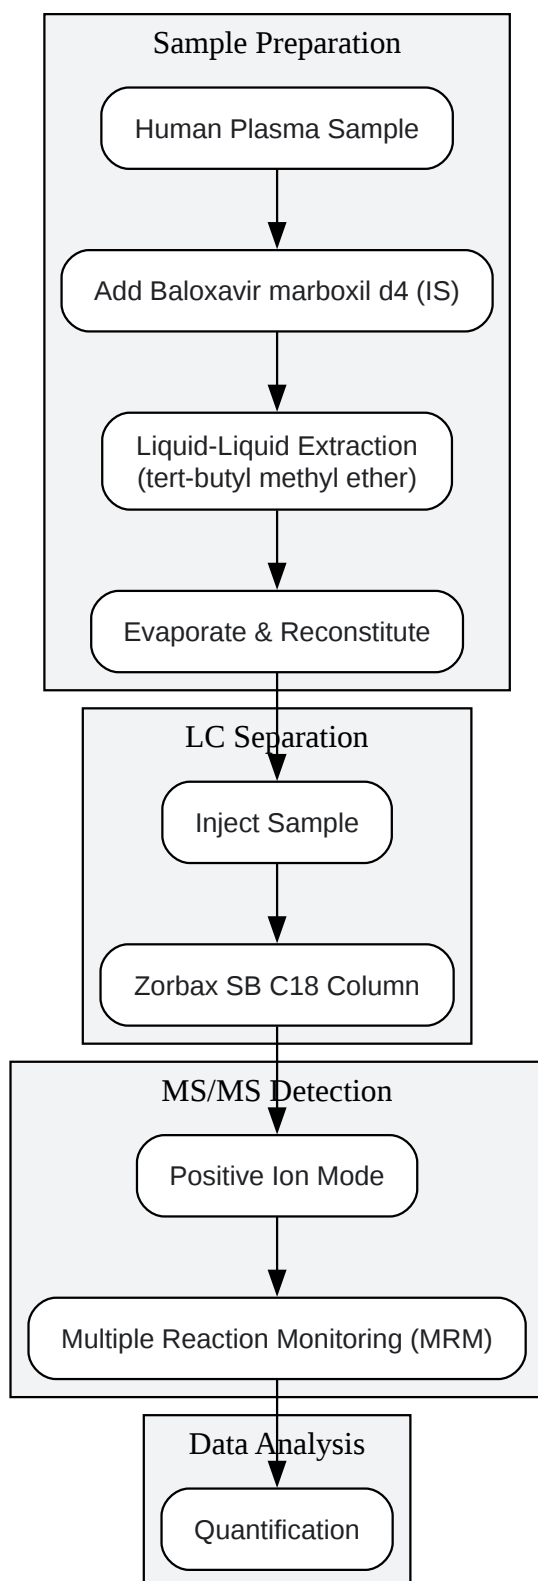 Sample Preparation
Human Plasma Sample
Add Baloxavir marboxil d4 (IS)
Liquid-Liquid Extraction
(tert-butyl methyl ether)
Evaporate & Reconstitute
LC Separation
Inject Sample
Zorbax SB C18 Column
MS/MS Detection
Positive Ion Mode
Multiple Reaction Monitoring (MRM)
Data Analysis
Quantification